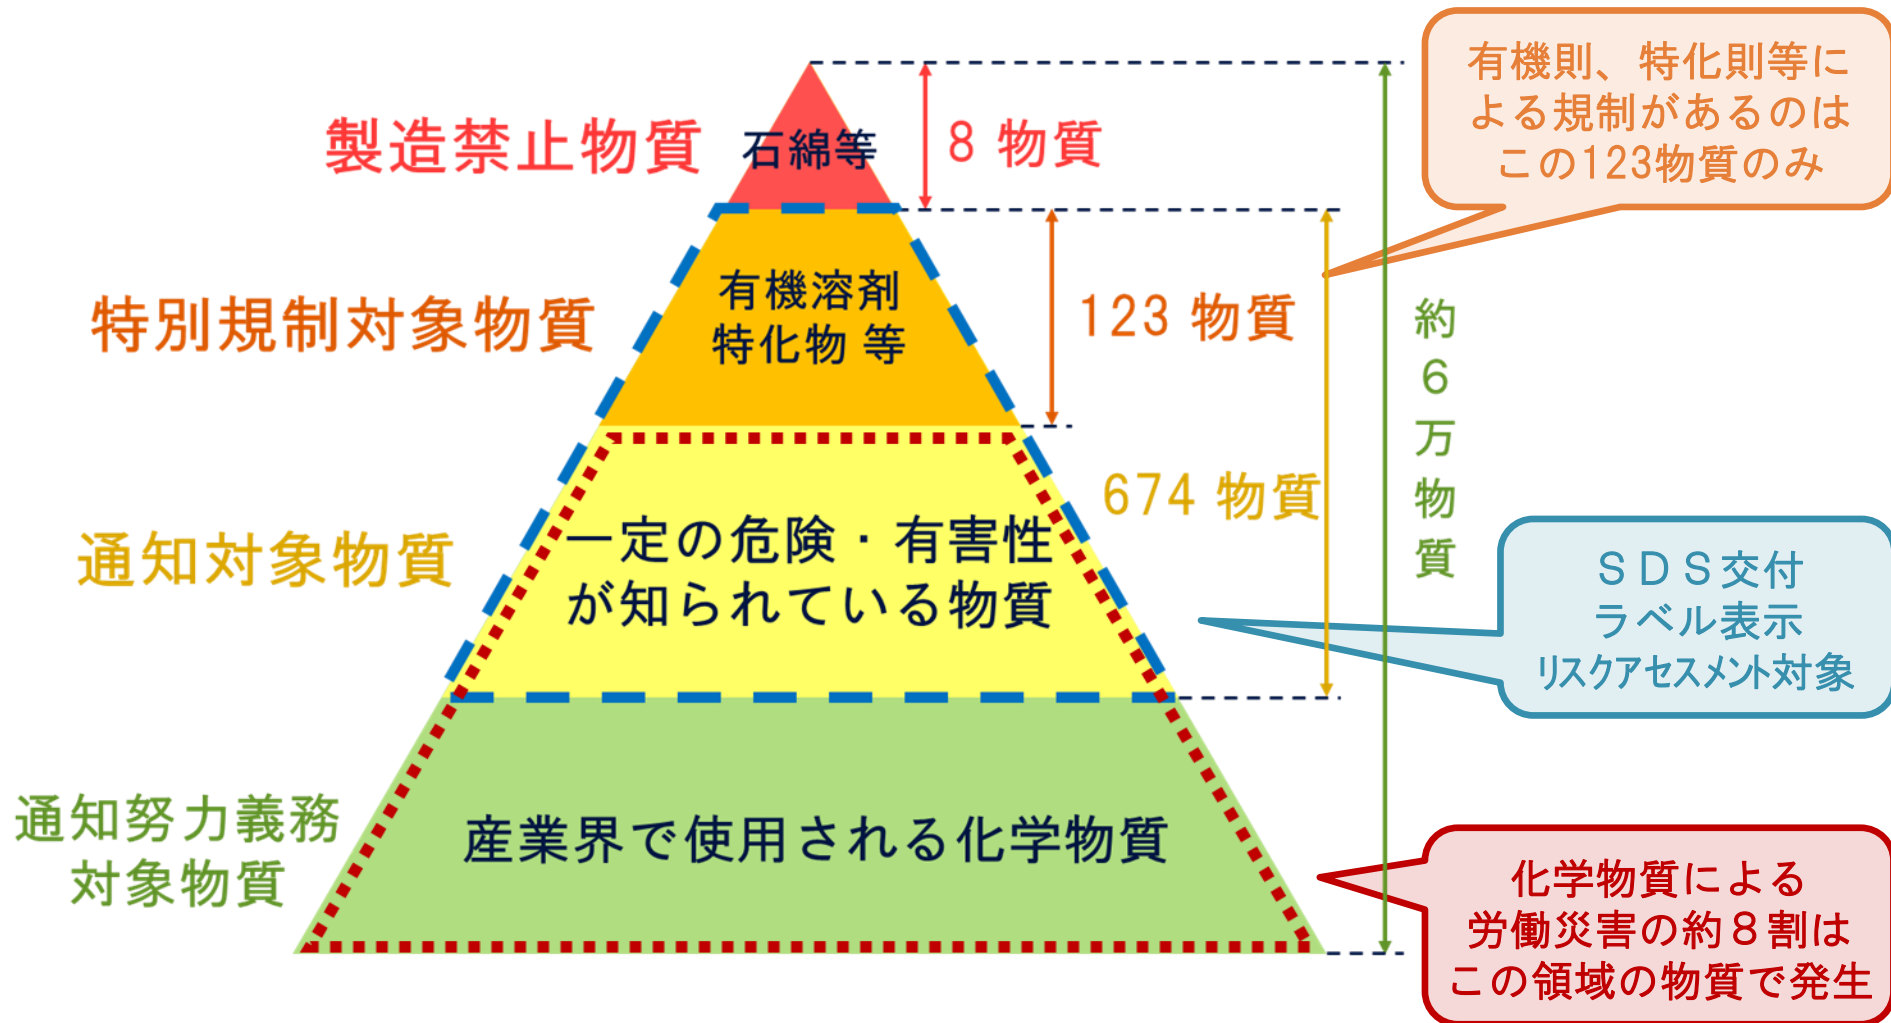 有機則、特化則等に
よる規制があるのは
この123物質のみ
製造禁止物質
石綿等
8 物質
特別規制対象物質
有機溶剤
特化物 等
123 物質
約6万物質
通知対象物質
一定の危険・有害性
が知られている物質
674 物質
SDS交付
ラベル表示
リスクアセスメント対象
通知努力義務
対象物質
産業界で使用される化学物質
化学物質による
労働災害の約8割は
この領域の物質で発生